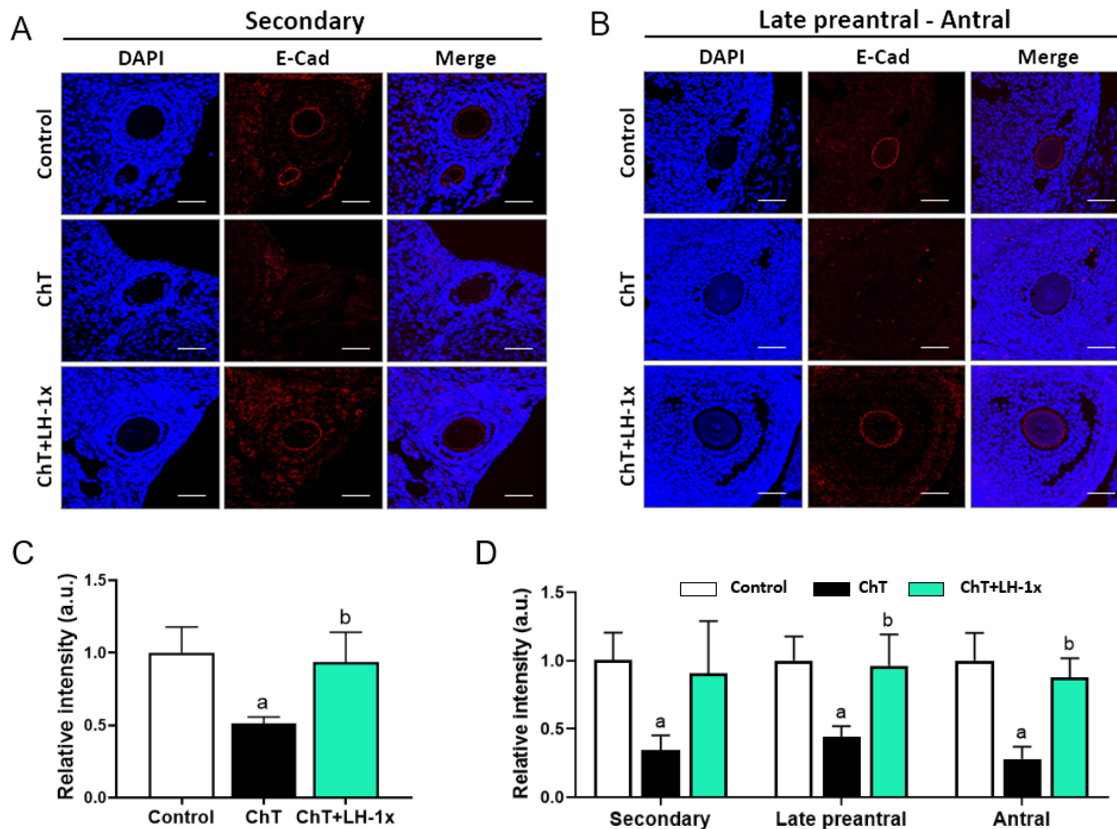 A
Secondary
DAPI E-Cad Merge
Control
ChT
ChT+LH-1x
B
Late preantral - Antral
DAPI E-Cad Merge
Control
ChT
ChT+LH-1x
C
Relative intensity (a.u.)
1.5
1.0
0.5
0.0
a
b
Control ChT ChT+LH-1x
D
Control ChT ChT+LH-1x
Relative intensity (a.u.)
1.5
1.0
0.5
0.0
a
a
b
a
b
Secondary Late preantral Antral